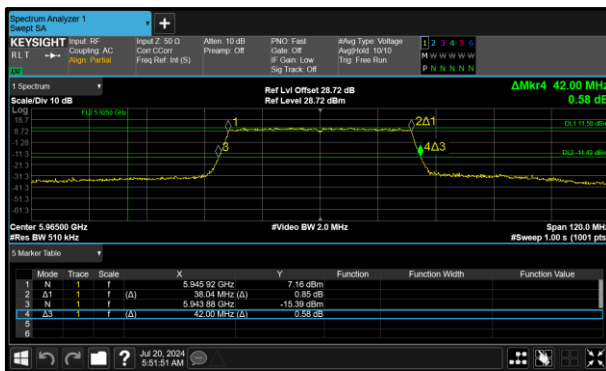 Spectrum Analyzer 1
Swept SA
KEYSIGHT Input: RF Input Z: 50 Ω Atten: 10 dB PNO: Fast #Avg Type: Voltage 1 2 3 4 5 6
RLT Coupling: AC Corr CCorr Preamp: Off Gate: Off Avg|Hold: 10/10 M W W W W W
Align: Partial Freq Ref: Int (S) IF Gain: Low Trig: Free Run
Sig Track: Off P N N N N N
1 Spectrum Ref Lvl Offset 28.72 dB ΔMkr4 42.00 MHz
Scale/Div 10 dB Ref Level 28.72 dBm 0.58 dB
Log
18.7 FL2 5.9250 GHz 1 2Δ1 DL1 11.58 dBm
8.72
-1.28 3 4Δ3
-11.3 DL2 -14.42 dBm
-21.3
-31.3
-41.3
-51.3
-61.3
Center 5.96500 GHz #Video BW 2.0 MHz Span 120.0 MHz
#Res BW 510 kHz #Sweep 1.00 s (1001 pts
5 Marker Table
Mode Trace Scale X Y Function Function Width Function Value
1 N 1 f 5.945 92 GHz 7.16 dBm
2 Δ1 1 f (Δ) 38.04 MHz (Δ) 0.85 dB
3 N 1 f 5.943 88 GHz -15.39 dBm
4 Δ3 1 f (Δ) 42.00 MHz (Δ) 0.58 dB
5
6
? Jul 20, 2024
5:51:51 AM